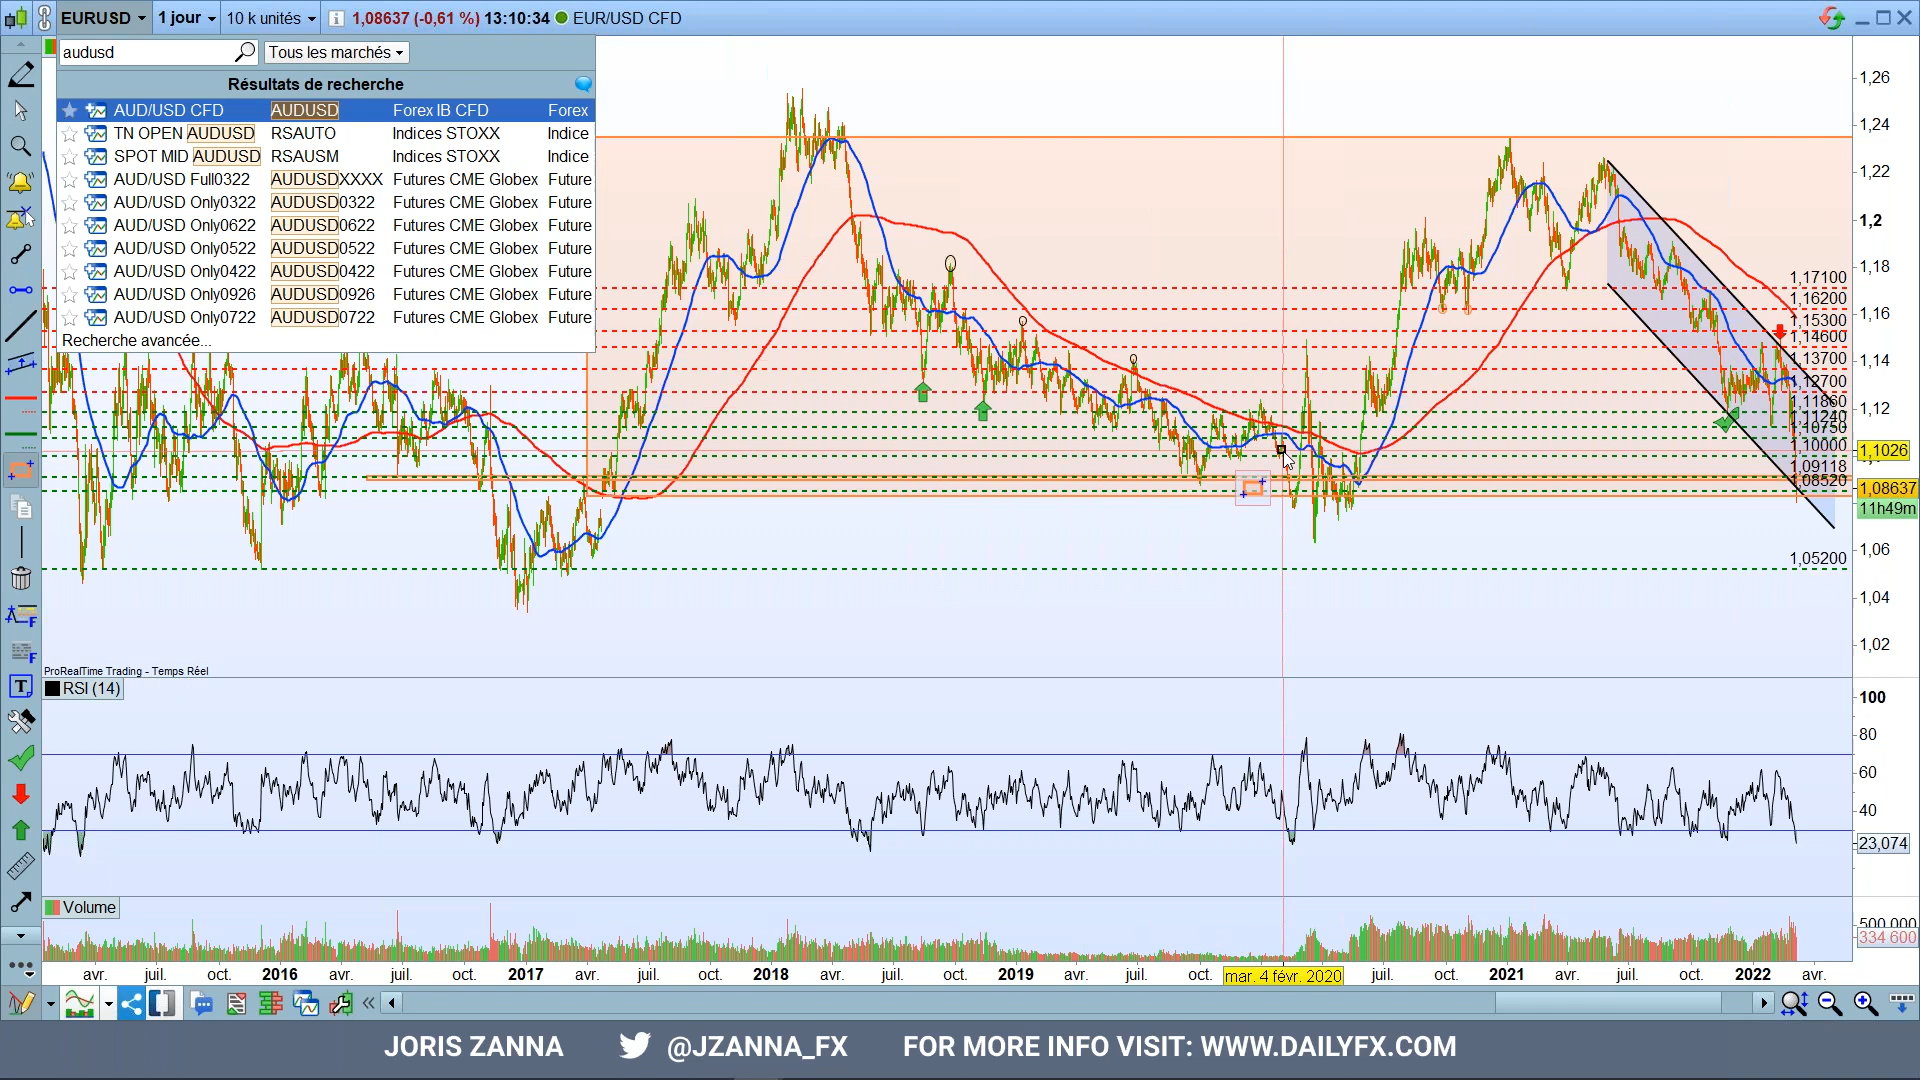 EURUSD 1 jour 10 k unités 1,08637 (-0,61 %) 13:10:34 EUR/USD CFD
audusd Tous les marchés
Résultats de recherche
AUD/USD CFD AUDUSD Forex IB CFD Forex
TN OPEN AUDUSD RSAUTO Indices STOXX Indice
SPOT MID AUDUSD RSAUSM Indices STOXX Indice
AUD/USD Full0322 AUDUSDXXXX Futures CME Globex Future
AUD/USD Only0322 AUDUSD0322 Futures CME Globex Future
AUD/USD Only0622 AUDUSD0622 Futures CME Globex Future
AUD/USD Only0522 AUDUSD0522 Futures CME Globex Future
AUD/USD Only0422 AUDUSD0422 Futures CME Globex Future
AUD/USD Only0926 AUDUSD0926 Futures CME Globex Future
AUD/USD Only0722 AUDUSD0722 Futures CME Globex Future
Recherche avancée...
1,26
1,24
1,22
1,2
1,18
1,17100
1,16200
1,16
1,15300
1,14600
1,14
1,13700
1,12700
1,11860
1,12
1,11240
1,10750
1,10000
1,1026
1,09118
1,08520
1,08637
11h49m
1,06
1,05200
1,04
1,02
ProRealTime Trading - Temps Réel
RSI (14)
100
80
60
40
23,074
Volume
500 000
334 600
avr. juil. oct. 2016 avr. juil. oct. 2017 avr. juil. oct. 2018 avr. juil. oct. 2019 avr. juil. oct. mar. 4 févr. 2020 juil. oct. 2021 avr. juil. oct. 2022 avr.
JORIS ZANNA @JZANNA_FX FOR MORE INFO VISIT: WWW.DAILYFX.COM